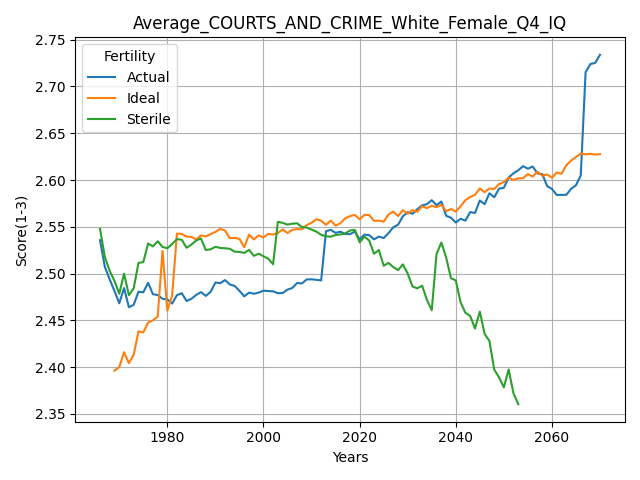 Average_COURTS_AND_CRIME_White_Female_Q4_IQ
Fertility
Actual
Ideal
Sterile
Score(1-3)
2.75
2.70
2.65
2.60
2.55
2.50
2.45
2.40
2.35
1980 2000 2020 2040 2060
Years